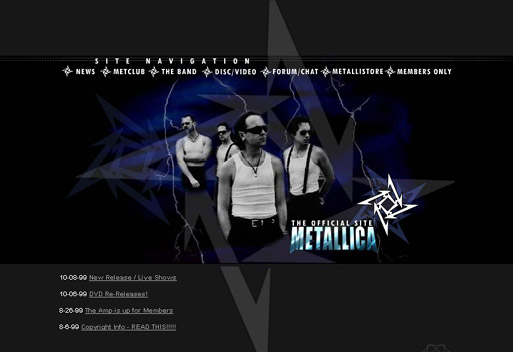 SITE NAVIGATION
NEWS METCLUB THE BAND DISC/VIDEO FORUM/CHAT METALLISTORE MEMBERS ONLY
THE OFFICIAL SITE
METALLICA
10-08-99 New Release / Live Shows
10-06-99 DVD Re-Releases!
8-26-99 The Amp is up for Members
8-6-99 Copyright Info - READ THIS!!!!!